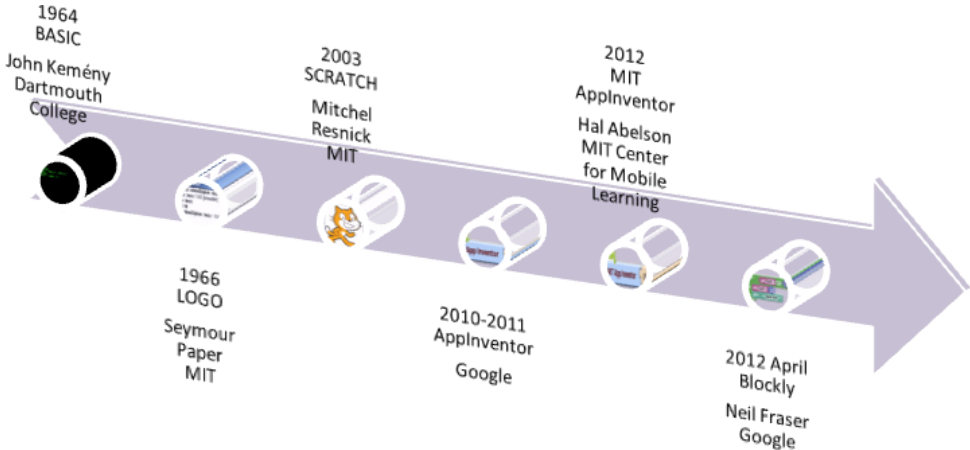 1964
BASIC
John Kemény
Dartmouth
College
1966
LOGO
Seymour
Paper
MIT
2003
SCRATCH
Mitchel
Resnick
MIT
2010-2011
AppInventor
Google
2012
MIT
AppInventor
Hal Abelson
MIT Center
for Mobile
Learning
2012 April
Blockly
Neil Fraser
Google